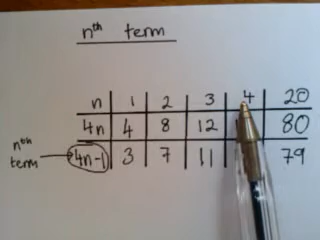 nth term
n 1 2 3 4 20
4n 4 8 12 80
nth term 4n-1 3 7 11 79